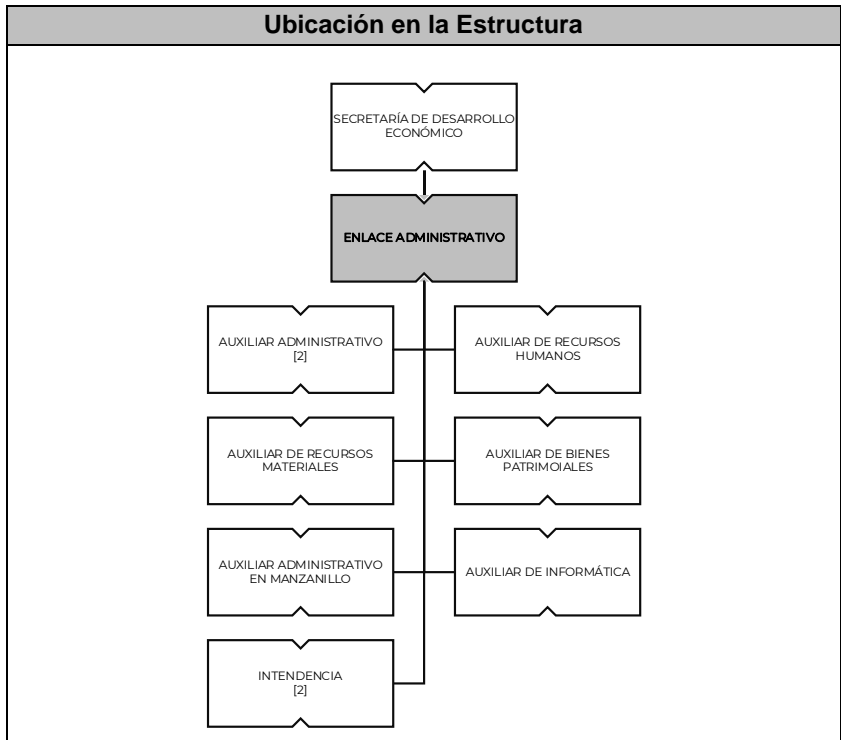 Ubicación en la Estructura
SECRETARÍA DE DESARROLLO
ECONÓMICO
ENLACE ADMINISTRATIVO
AUXILIAR ADMINISTRATIVO
[2]
AUXILIAR DE RECURSOS
HUMANOS
AUXILIAR DE RECURSOS
MATERIALES
AUXILIAR DE BIENES
PATRIMOIALES
AUXILIAR ADMINISTRATIVO
EN MANZANILLO
AUXILIAR DE INFORMÁTICA
INTENDENCIA
[2]